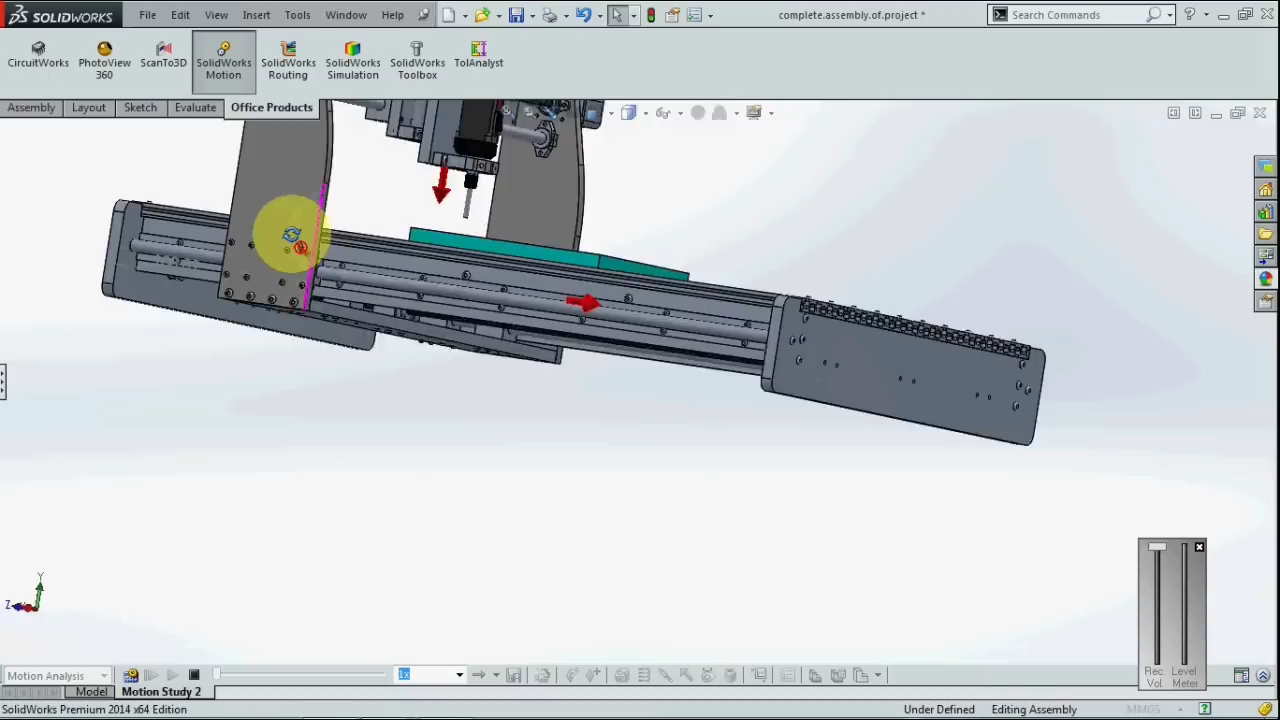 SOLIDWORKS File Edit View Insert Tools Window Help complete.assembly.of.project * Search Commands
CircuitWorks PhotoView 360 ScanTo3D SolidWorks Motion SolidWorks Routing SolidWorks Simulation SolidWorks Toolbox TolAnalyst
Assembly Layout Sketch Evaluate Office Products
Y
Z
Rec. Vol. Level Meter
Motion Analysis 1x
Model Motion Study 2
SolidWorks Premium 2014 x64 Edition Under Defined Editing Assembly MMGS